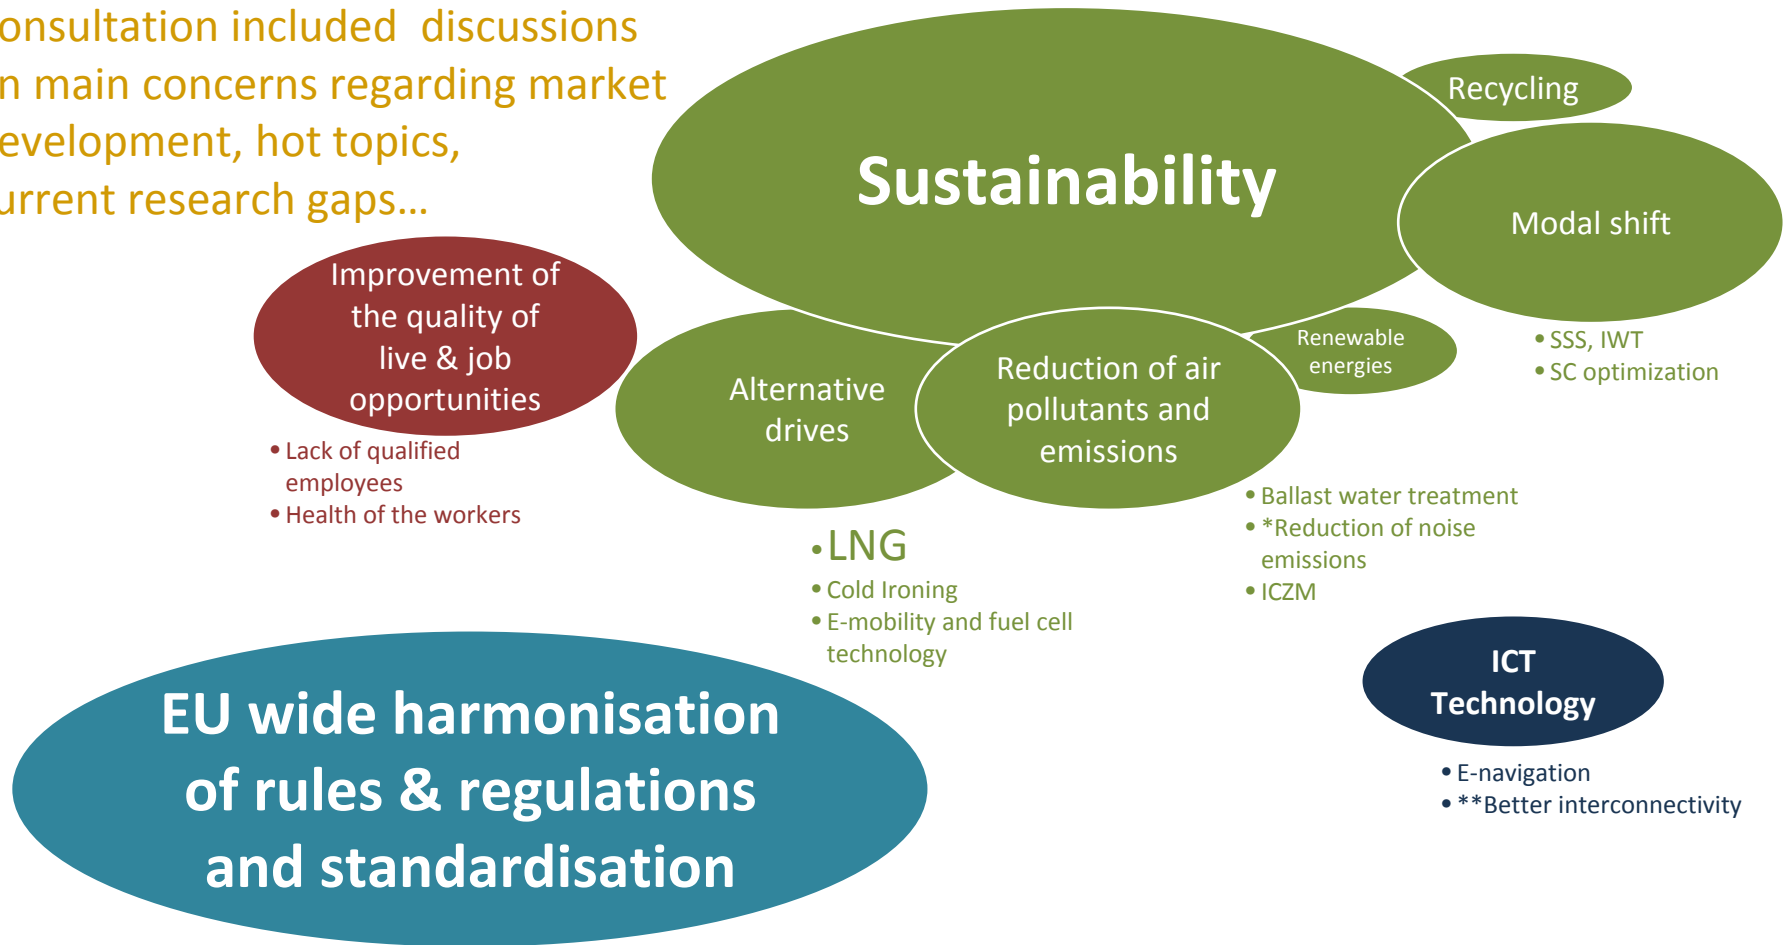 onsultation included discussions
n main concerns regarding market
evelopment, hot topics,
urrent research gaps...
Sustainability
Recycling
Modal shift
• SSS, IWT
• SC optimization
Improvement of
the quality of
live & job
opportunities
• Lack of qualified
employees
• Health of the workers
Alternative
drives
• LNG
• Cold Ironing
• E-mobility and fuel cell
technology
Reduction of air
pollutants and
emissions
Renewable
energies
• Ballast water treatment
• *Reduction of noise
emissions
• ICZM
EU wide harmonisation
of rules & regulations
and standardisation
ICT
Technology
• E-navigation
• **Better interconnectivity